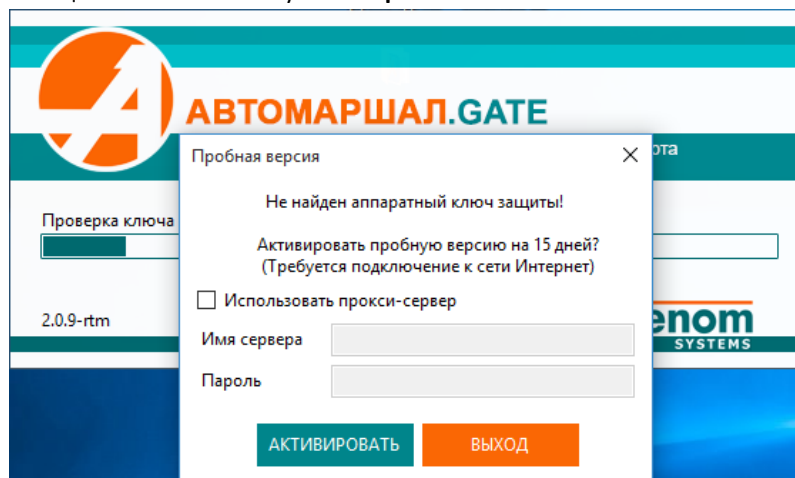 АВТОМАРШАЛ.GATE
Пробная версия
Не найден аппаратный ключ защиты!
Проверка ключа
Активировать пробную версию на 15 дней?
(Требуется подключение к сети Интернет)
Использовать прокси-сервер
2.0.9-rtm
enom
SYSTEMS
Имя сервера
Пароль
АКТИВИРОВАТЬ
ВЫХОД